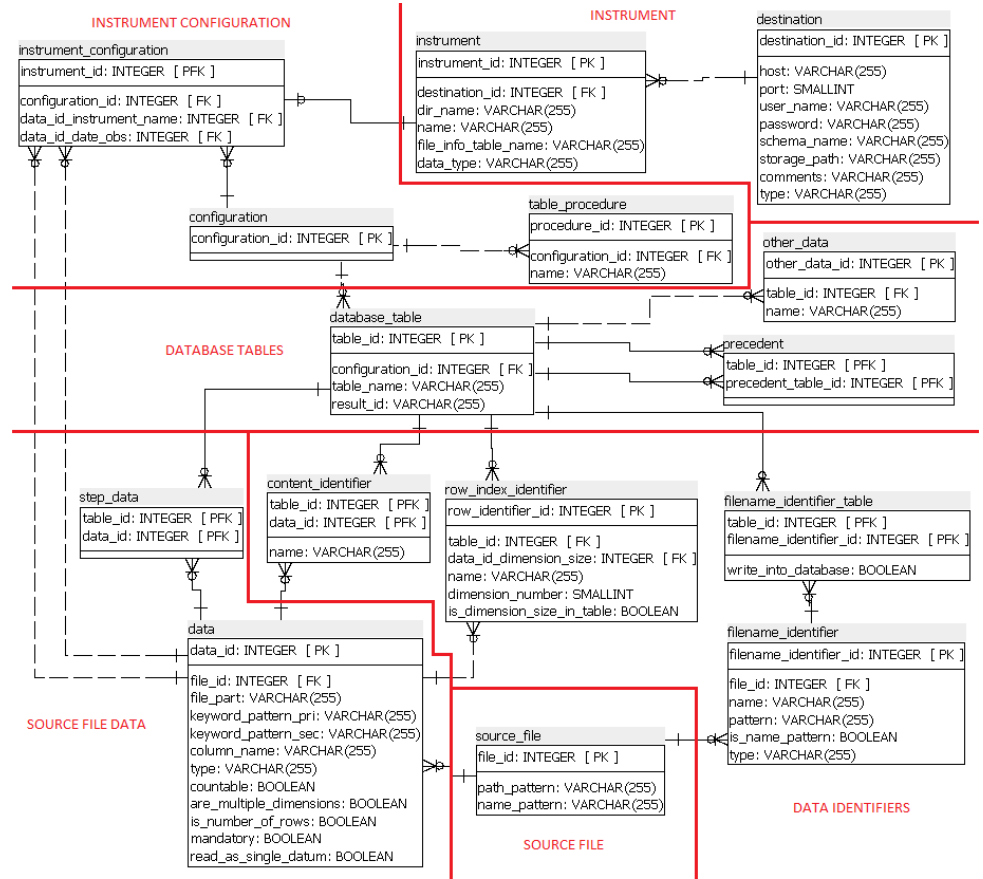 INSTRUMENT CONFIGURATION
instrument_configuration
instrument_id: INTEGER [ PFK ]
configuration_id: INTEGER [ FK ]
data_id_instrument_name: INTEGER [ FK ]
data_id_date_obs: INTEGER [ FK ]
INSTRUMENT
instrument
instrument_id: INTEGER [ PK ]
destination_id: INTEGER [ FK ]
dir_name: VARCHAR(255)
name: VARCHAR(255)
file_info_table_name: VARCHAR(255)
data_type: VARCHAR(255)
destination
destination_id: INTEGER [ PK ]
host: VARCHAR(255)
port: SMALLINT
user_name: VARCHAR(255)
password: VARCHAR(255)
schema_name: VARCHAR(255)
storage_path: VARCHAR(255)
comments: VARCHAR(255)
type: VARCHAR(255)
configuration
configuration_id: INTEGER [ PK ]
table_procedure
procedure_id: INTEGER [ PK ]
configuration_id: INTEGER [ FK ]
name: VARCHAR(255)
other_data
other_data_id: INTEGER [ PK ]
table_id: INTEGER [ FK ]
name: VARCHAR(255)
DATABASE TABLES
database_table
table_id: INTEGER [ PK ]
configuration_id: INTEGER [ FK ]
table_name: VARCHAR(255)
result_id: VARCHAR(255)
precedent
table_id: INTEGER [ PFK ]
precedent_table_id: INTEGER [ PFK ]
step_data
table_id: INTEGER [ PFK ]
data_id: INTEGER [ PFK ]
content_identifier
table_id: INTEGER [ PFK ]
data_id: INTEGER [ PFK ]
name: VARCHAR(255)
row_index_identifier
row_identifier_id: INTEGER [ PK ]
table_id: INTEGER [ FK ]
data_id_dimension_size: INTEGER [ FK ]
name: VARCHAR(255)
dimension_number: SMALLINT
is_dimension_size_in_table: BOOLEAN
filename_identifier_table
table_id: INTEGER [ PFK ]
filename_identifier_id: INTEGER [ PFK ]
write_into_database: BOOLEAN
SOURCE FILE DATA
data
data_id: INTEGER [ PK ]
file_id: INTEGER [ FK ]
file_part: VARCHAR(255)
keyword_pattern_pri: VARCHAR(255)
keyword_pattern_sec: VARCHAR(255)
column_name: VARCHAR(255)
type: VARCHAR(255)
countable: BOOLEAN
are_multiple_dimensions: BOOLEAN
is_number_of_rows: BOOLEAN
mandatory: BOOLEAN
read_as_single_datum: BOOLEAN
source_file
file_id: INTEGER [ PK ]
path_pattern: VARCHAR(255)
name_pattern: VARCHAR(255)
SOURCE FILE
filename_identifier
filename_identifier_id: INTEGER [ PK ]
file_id: INTEGER [ FK ]
name: VARCHAR(255)
pattern: VARCHAR(255)
is_name_pattern: BOOLEAN
type: VARCHAR(255)
DATA IDENTIFIERS